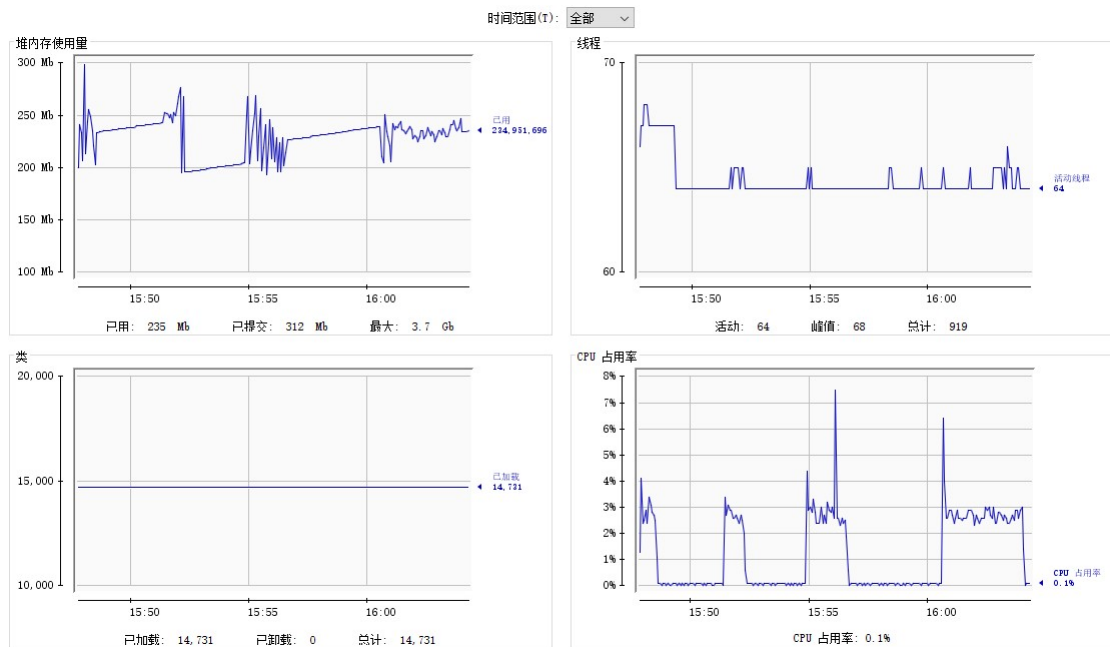 时间范围(T): 全部
堆内存使用量
300 Mb
250 Mb
200 Mb
150 Mb
100 Mb
已用
234,951,696
15:50 15:55 16:00
已用: 235 Mb 已提交: 312 Mb 最大: 3.7 Gb
线程
70
60
活动线程
64
15:50 15:55 16:00
活动: 64 峰值: 68 总计: 919
类
20,000
15,000
10,000
已加载
14,731
15:50 15:55 16:00
已加载: 14,731 已卸载: 0 总计: 14,731
CPU 占用率
8%
7%
6%
5%
4%
3%
2%
1%
0%
CPU 占用率
0.1%
15:50 15:55 16:00
CPU 占用率: 0.1%